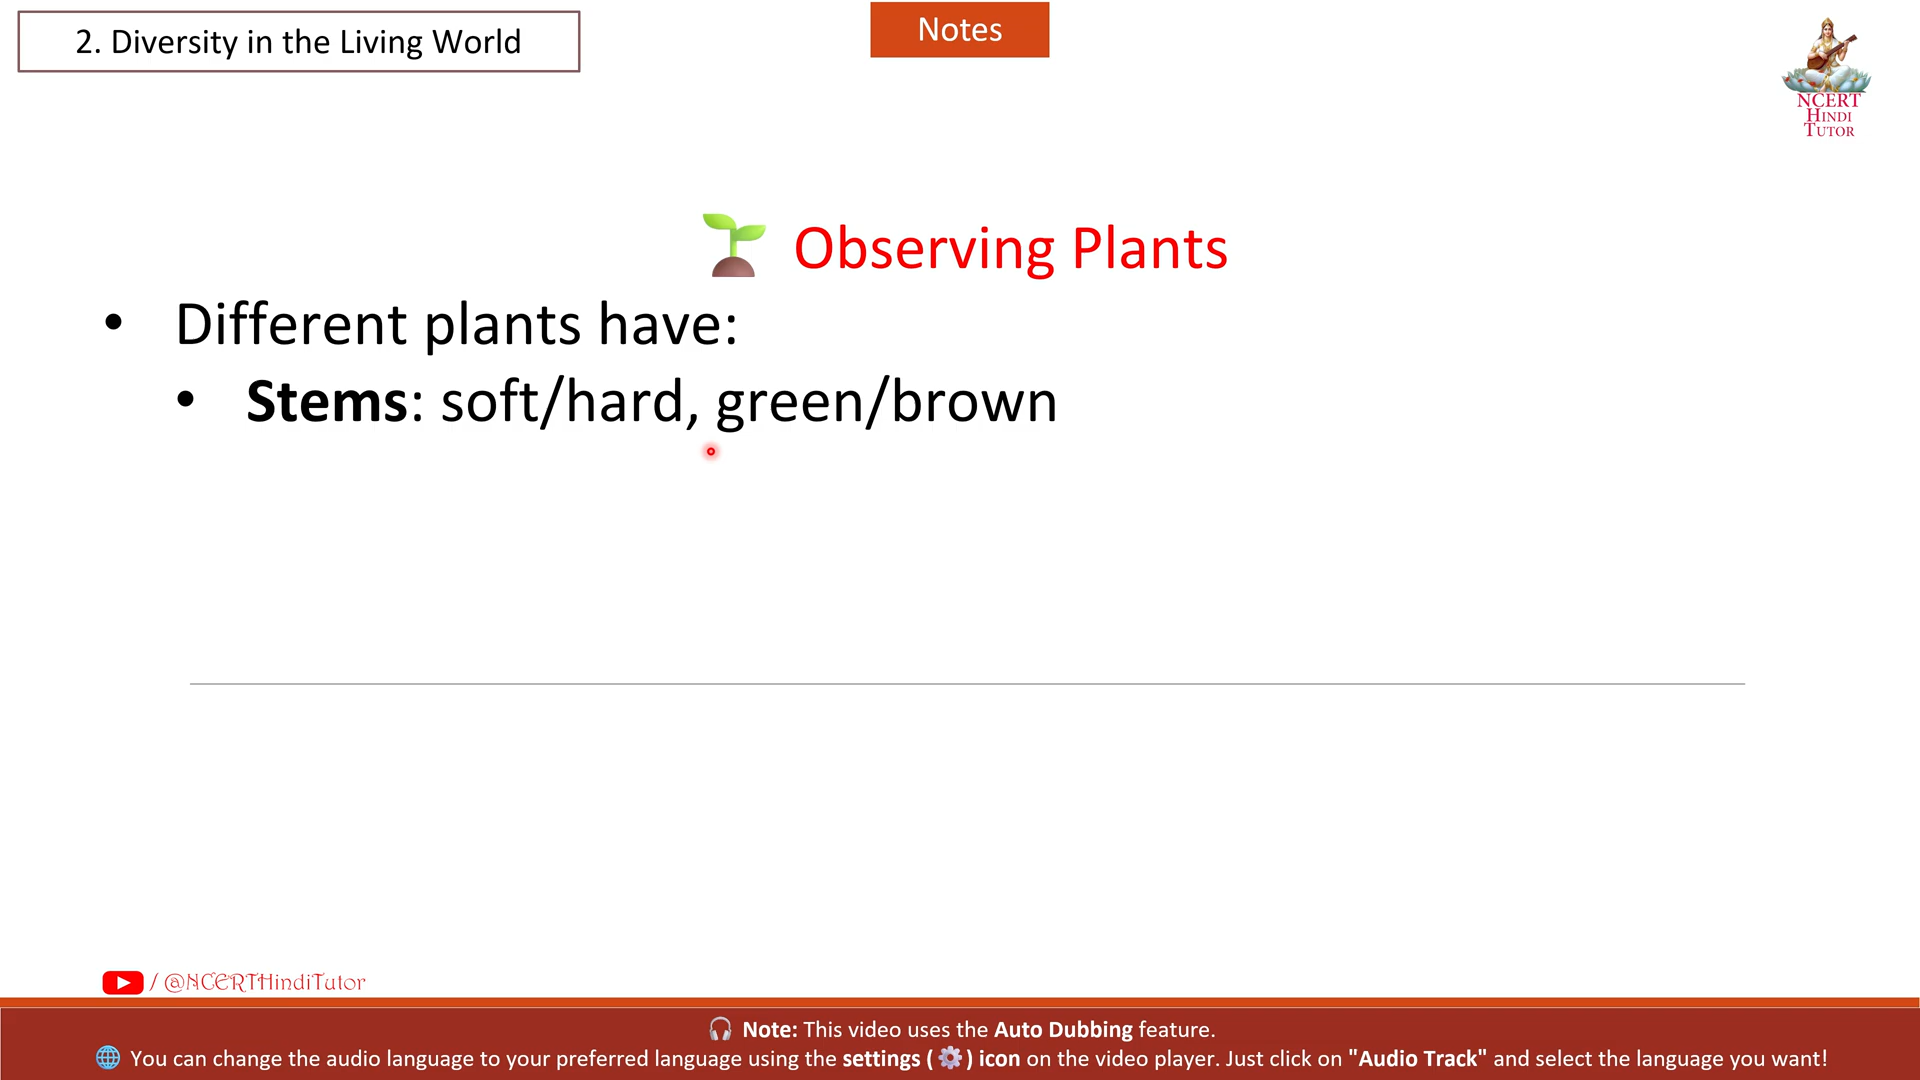 2. Diversity in the Living World
Notes
NCERT
HINDI
TUTOR
Observing Plants
• Different plants have:
• Stems: soft/hard, green/brown
/ @NCERTHindiTutor
Note: This video uses the Auto Dubbing feature.
You can change the audio language to your preferred language using the settings ( ) icon on the video player. Just click on "Audio Track" and select the language you want!